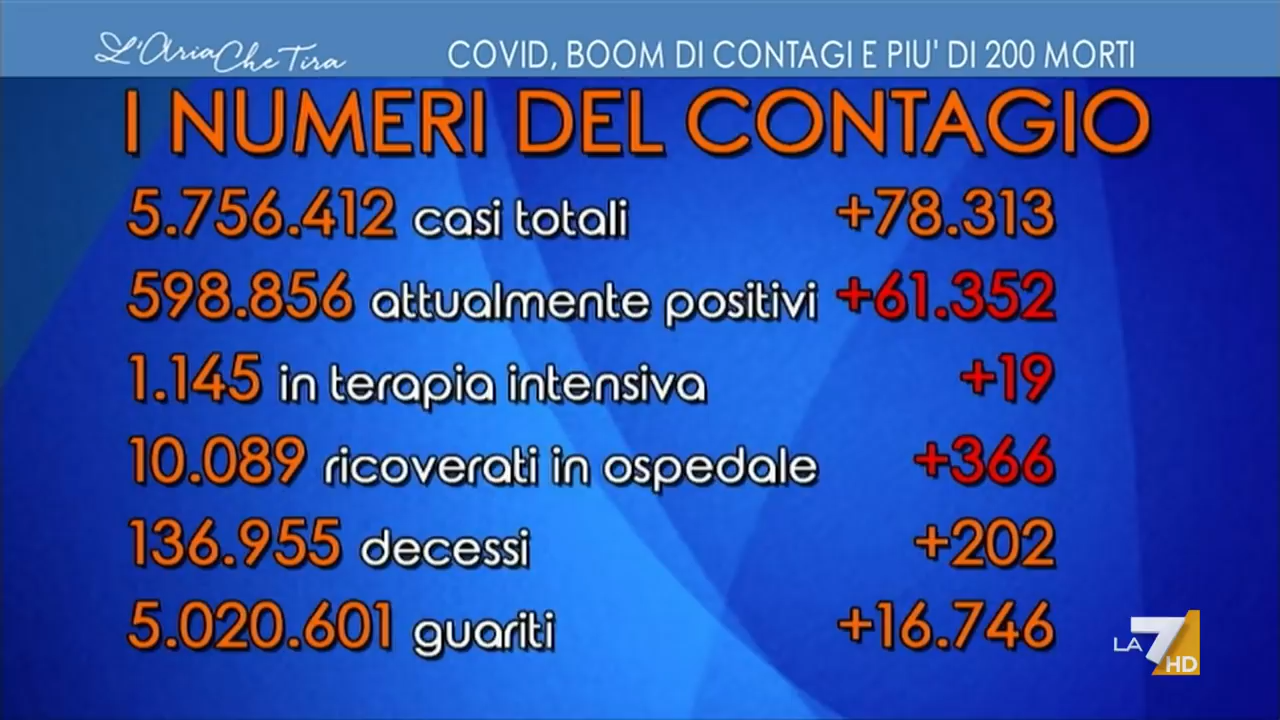 L'Aria Che Tira COVID, BOOM DI CONTAGI E PIU' DI 200 MORTI
I NUMERI DEL CONTAGIO
5.756.412 casi totali +78.313
598.856 attualmente positivi +61.352
1.145 in terapia intensiva +19
10.089 ricoverati in ospedale +366
136.955 decessi +202
5.020.601 guariti +16.746
LA 7 HD